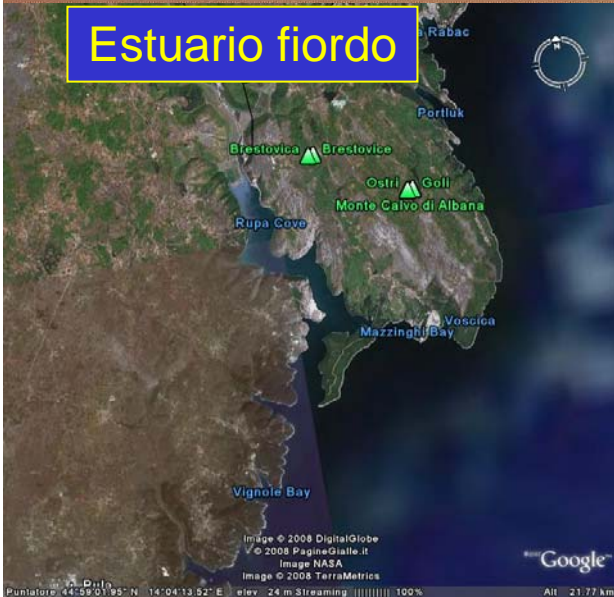 Estuario fiordo
a Rabac
N
Portluk
Brestovica Brestovice
Ostri Goli
Monte Calvo di Albana
Rupa Cove
Voscica
Mazzinghi Bay
Vignole Bay
Image © 2008 DigitalGlobe
© 2008 PagineGialle.it
Image NASA
Image © 2008 TerraMetrics
Google
Pula
Puntatore 44°59'01.95" N 14°04'13.52" E elev 24 m Streaming |||||||||| 100% Alt 21.77 km